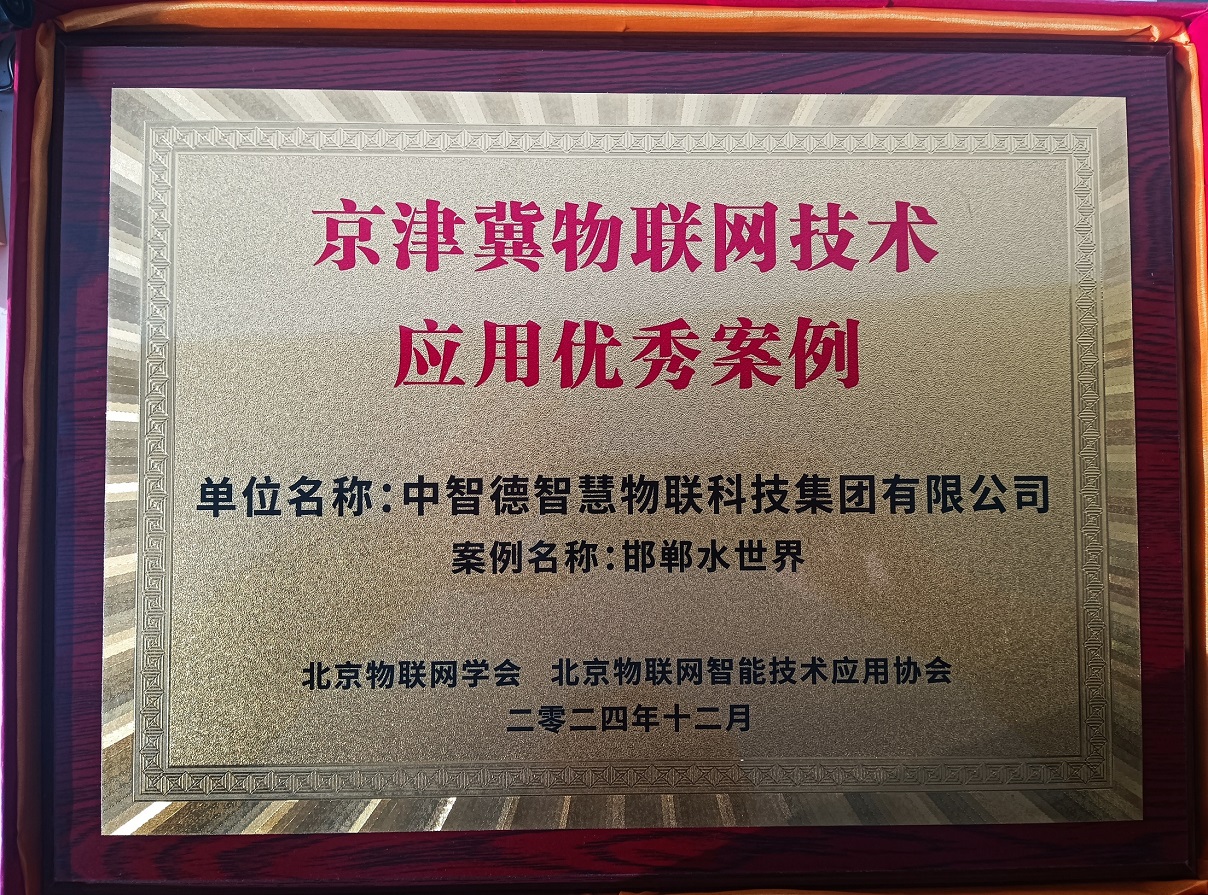 京津冀物联网技术
应用优秀案例
单位名称：中智德智慧物联科技集团有限公司
案例名称：邯郸水世界
北京物联网学会 北京物联网智能技术应用协会
二零二四年十二月